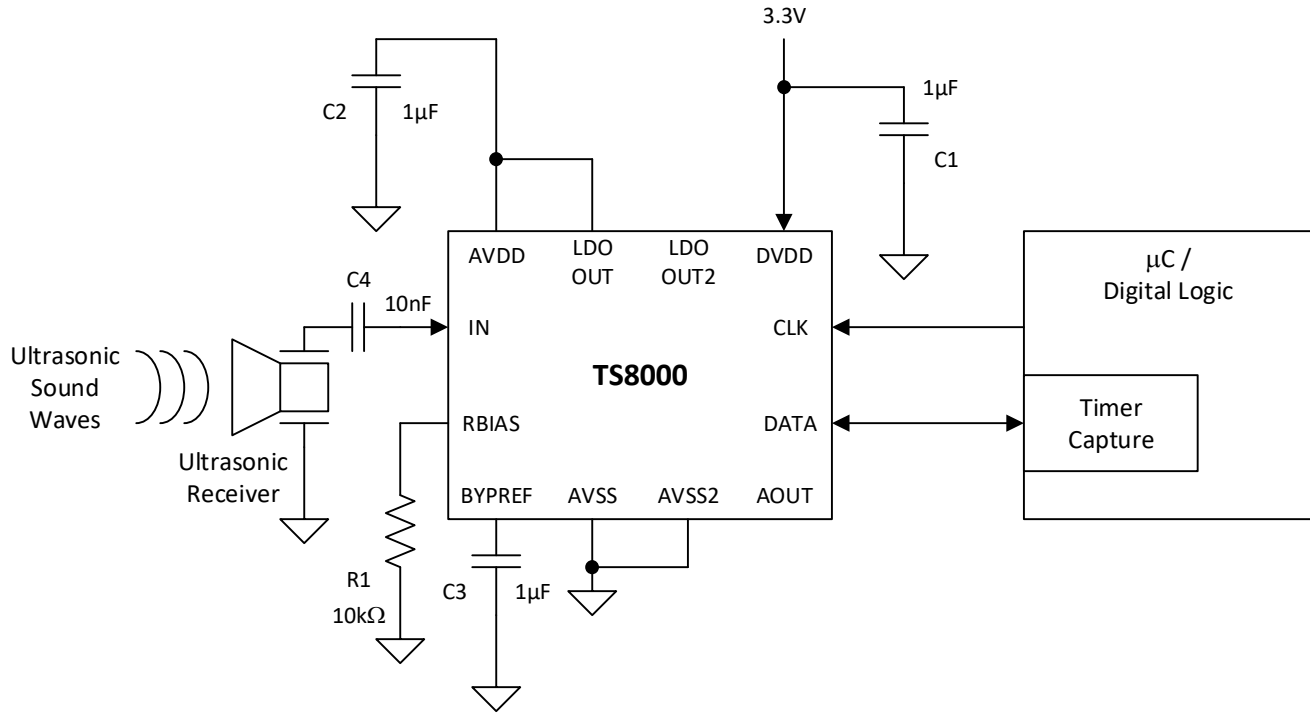 3.3V
C2
1µF
1µF
C1
AVDD
LDO
OUT
LDO
OUT2
DVDD
µC /
Digital Logic
C4
10nF
IN
CLK
Ultrasonic
Sound
Waves
TS8000
Ultrasonic
Receiver
RBIAS
DATA
Timer
Capture
BYPREF
AVSS
AVSS2
AOUT
R1
10kΩ
C3
1µF